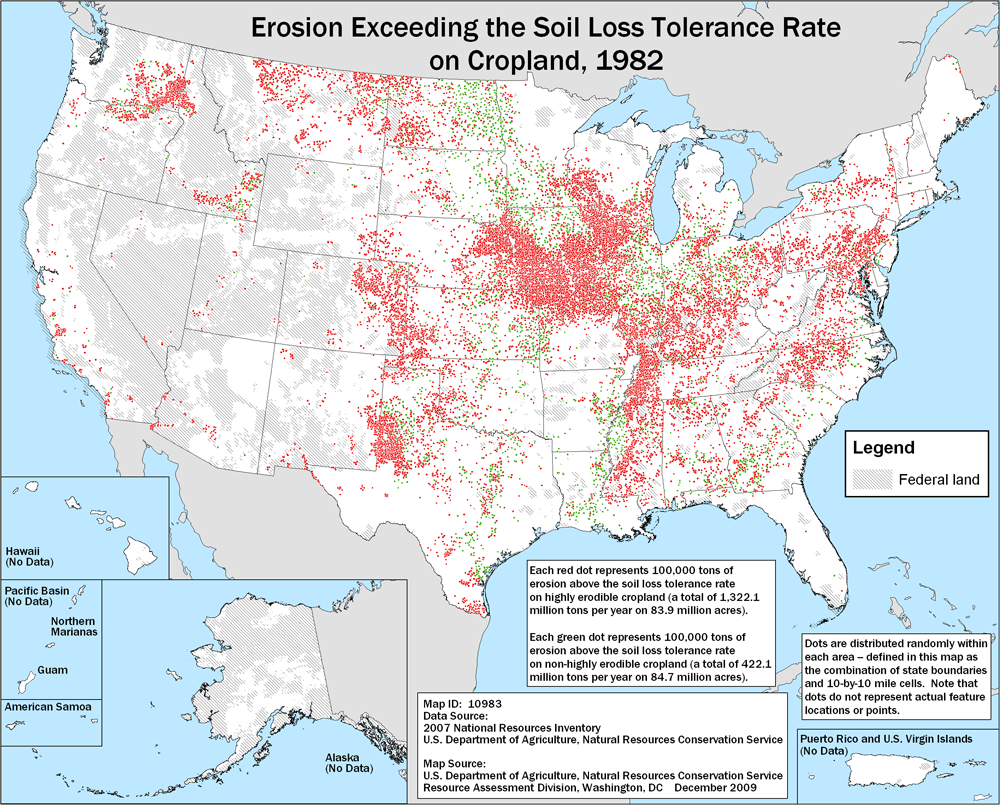 Erosion Exceeding the Soil Loss Tolerance Rate
on Cropland, 1982
Legend
Federal land
Hawaii
(No Data)
Pacific Basin
(No Data)
Northern
Marianas
Guam
American Samoa
Alaska
(No Data)
Each red dot represents 100,000 tons of
erosion above the soil loss tolerance rate
on highly erodible cropland (a total of 1,322.1
million tons per year on 83.9 million acres).
Each green dot represents 100,000 tons of
erosion above the soil loss tolerance rate
on non-highly erodible cropland (a total of 422.1
million tons per year on 84.7 million acres).
Map ID: 10983
Data Source:
2007 National Resources Inventory
U.S. Department of Agriculture, Natural Resources Conservation Service
Map Source:
U.S. Department of Agriculture, Natural Resources Conservation Service
Resource Assessment Division, Washington, DC December 2009
Dots are distributed randomly within
each area – defined in this map as
the combination of state boundaries
and 10-by-10 mile cells. Note that
dots do not represent actual feature
locations or points.
Puerto Rico and U.S. Virgin Islands
(No Data)